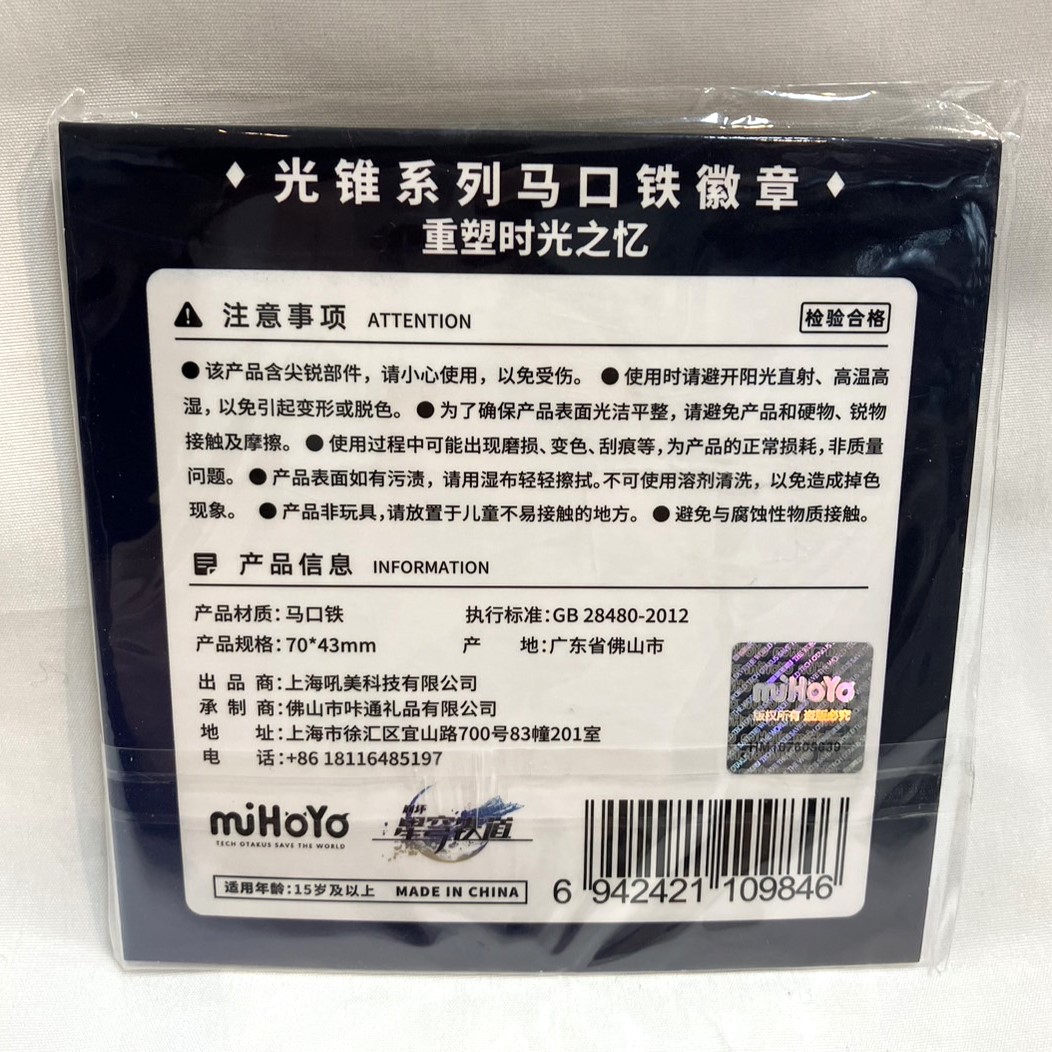 光锥系列马口铁徽章
重塑时光之忆
注意事项 ATTENTION 检验合格
●该产品含尖锐部件，请小心使用，以免受伤。 ●使用时请避开阳光直射、高温高
湿，以免引起变形或脱色。 ●为了确保产品表面光洁平整，请避免产品和硬物、锐物
接触及摩擦。 ●使用过程中可能出现磨损、变色、刮痕等，为产品的正常损耗，非质量
问题。 ●产品表面如有污渍，请用湿布轻轻擦拭。不可使用溶剂清洗，以免造成掉色
现象。 ●产品非玩具，请放置于儿童不易接触的地方。 ●避免与腐蚀性物质接触。
产品信息 INFORMATION
产品材质：马口铁 执行标准：GB 28480-2012
产品规格：70*43mm 产 地：广东省佛山市
出品商：上海吼美科技有限公司
承制商：佛山市咔通礼品有限公司
地 址：上海市徐汇区宜山路700号83幢201室
电 话：+86 18116485197
miHoYo
版权所有 盗版必究
miHoYo
TECH OTAKUS SAVE THE WORLD
崩坏
星穹铁道
适用年龄：15岁及以上 MADE IN CHINA
6 942421 109846